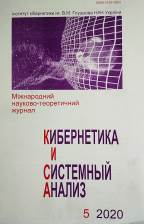 Інститут кібернетики ім. В.М. Глушкова НАН України
Міжнародний
науково-теоретичний
журнал
КИБЕРНЕТИКА
И
СИСТЕМНЫЙ
АНАЛИЗ
5 2020